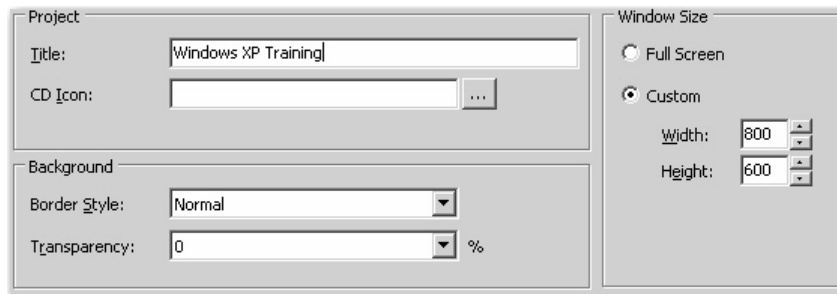 Project
Title: Windows XP Training
CD Icon: ...
Background
Border Style: Normal
Transparency: 0 %
Window Size
Full Screen
Custom
Width: 800
Height: 600